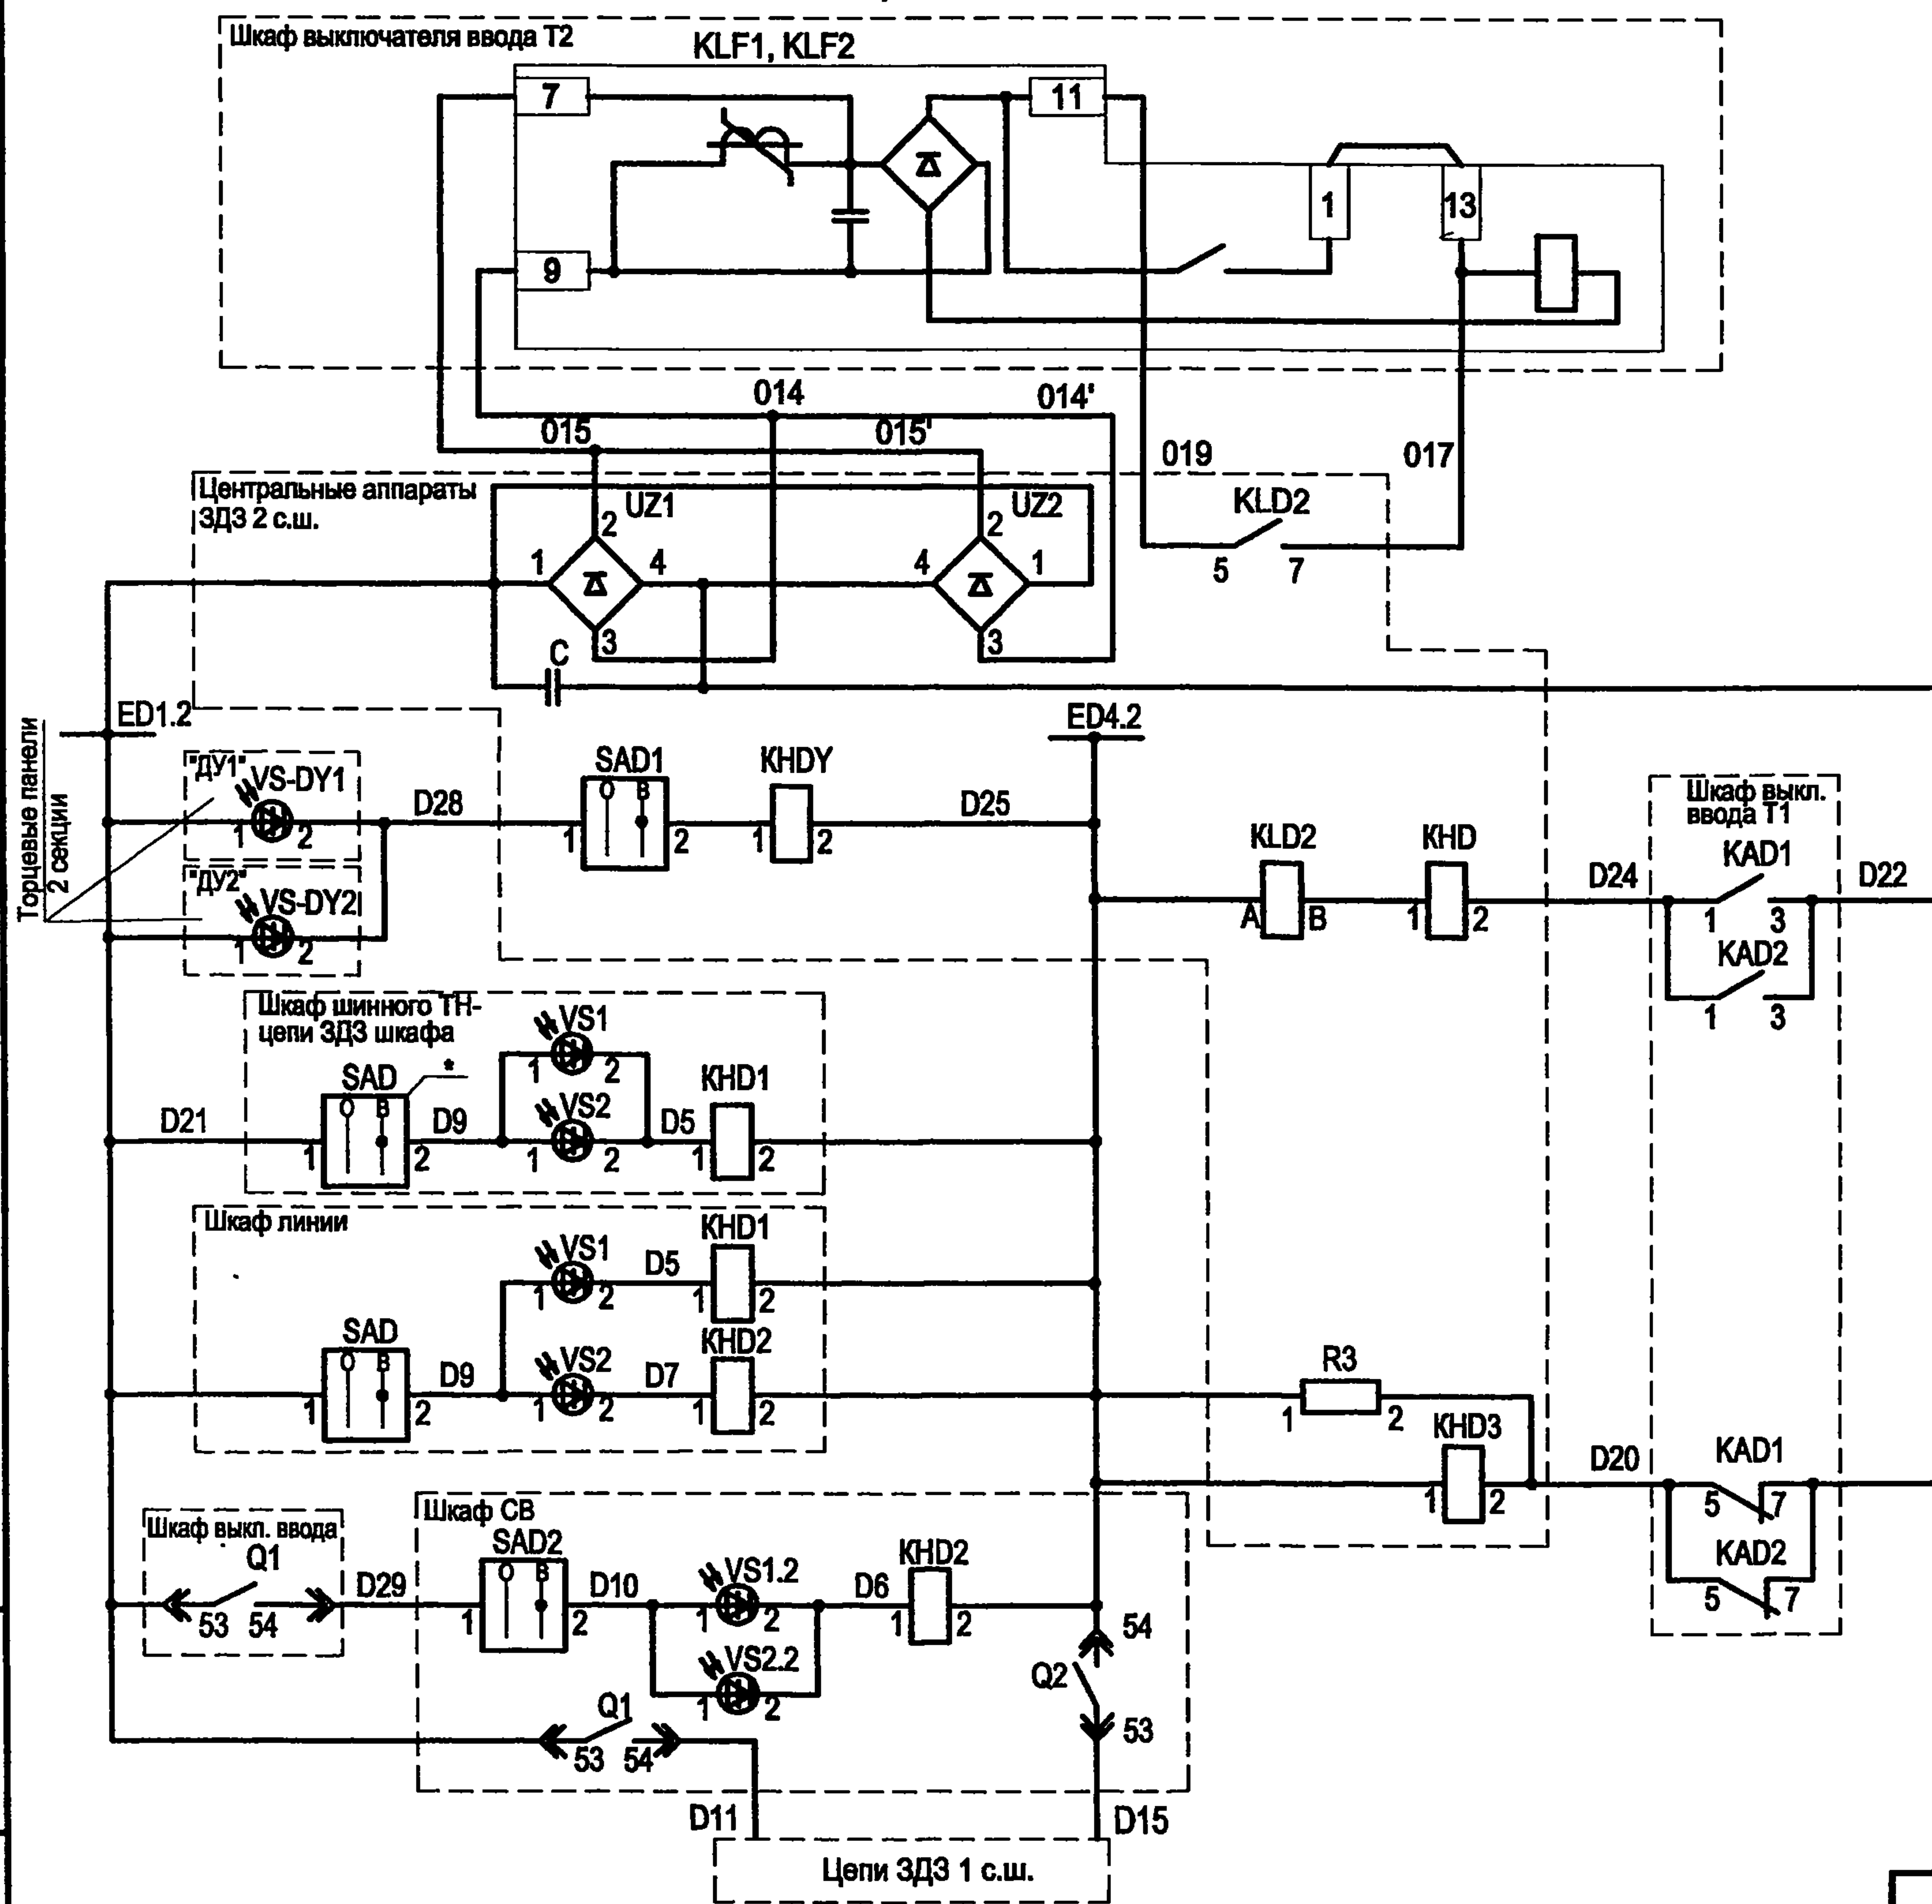 Шкаф выключателя ввода Т2
KLF1, KLF2
7
11
1
13
9
014
014'
015
015'
019
017
Центральные аппараты
ЗДЗ 2 с.ш.
UZ1
UZ2
KLD2
2
2
1
4
4
1
5
7
3
3
C
ED1.2
ED4.2
Торцевые панели
2 секции
"ДУ1"
VS-DY1
D28
SAD1
О
В
KHDY
D25
1
2
1
2
1
2
"ДУ2"
VS-DY2
1
2
KLD2
KHD
D24
Шкаф выкл.
ввода Т1
KAD1
D22
A
B
1
2
1
3
KAD2
1
3
Шкаф шинного ТН-
цепи ЗДЗ шкафа
VS1
1
2
SAD
*
О
В
D21
D9
VS2
D5
KHD1
1
2
1
2
1
2
Шкаф линии
VS1
D5
KHD1
1
2
1
2
SAD
О
В
D9
VS2
D7
KHD2
1
2
1
2
1
2
R3
1
2
KHD3
D20
KAD1
1
2
5
7
KAD2
5
7
Шкаф выкл. ввода
Q1
53
54
D29
Шкаф СВ
SAD2
О
В
D10
VS1.2
D6
KHD2
1
2
1
2
1
2
VS2.2
1
2
54
Q2
53
Q1
53
54
D11
D15
Цепи ЗДЗ 1 с.ш.